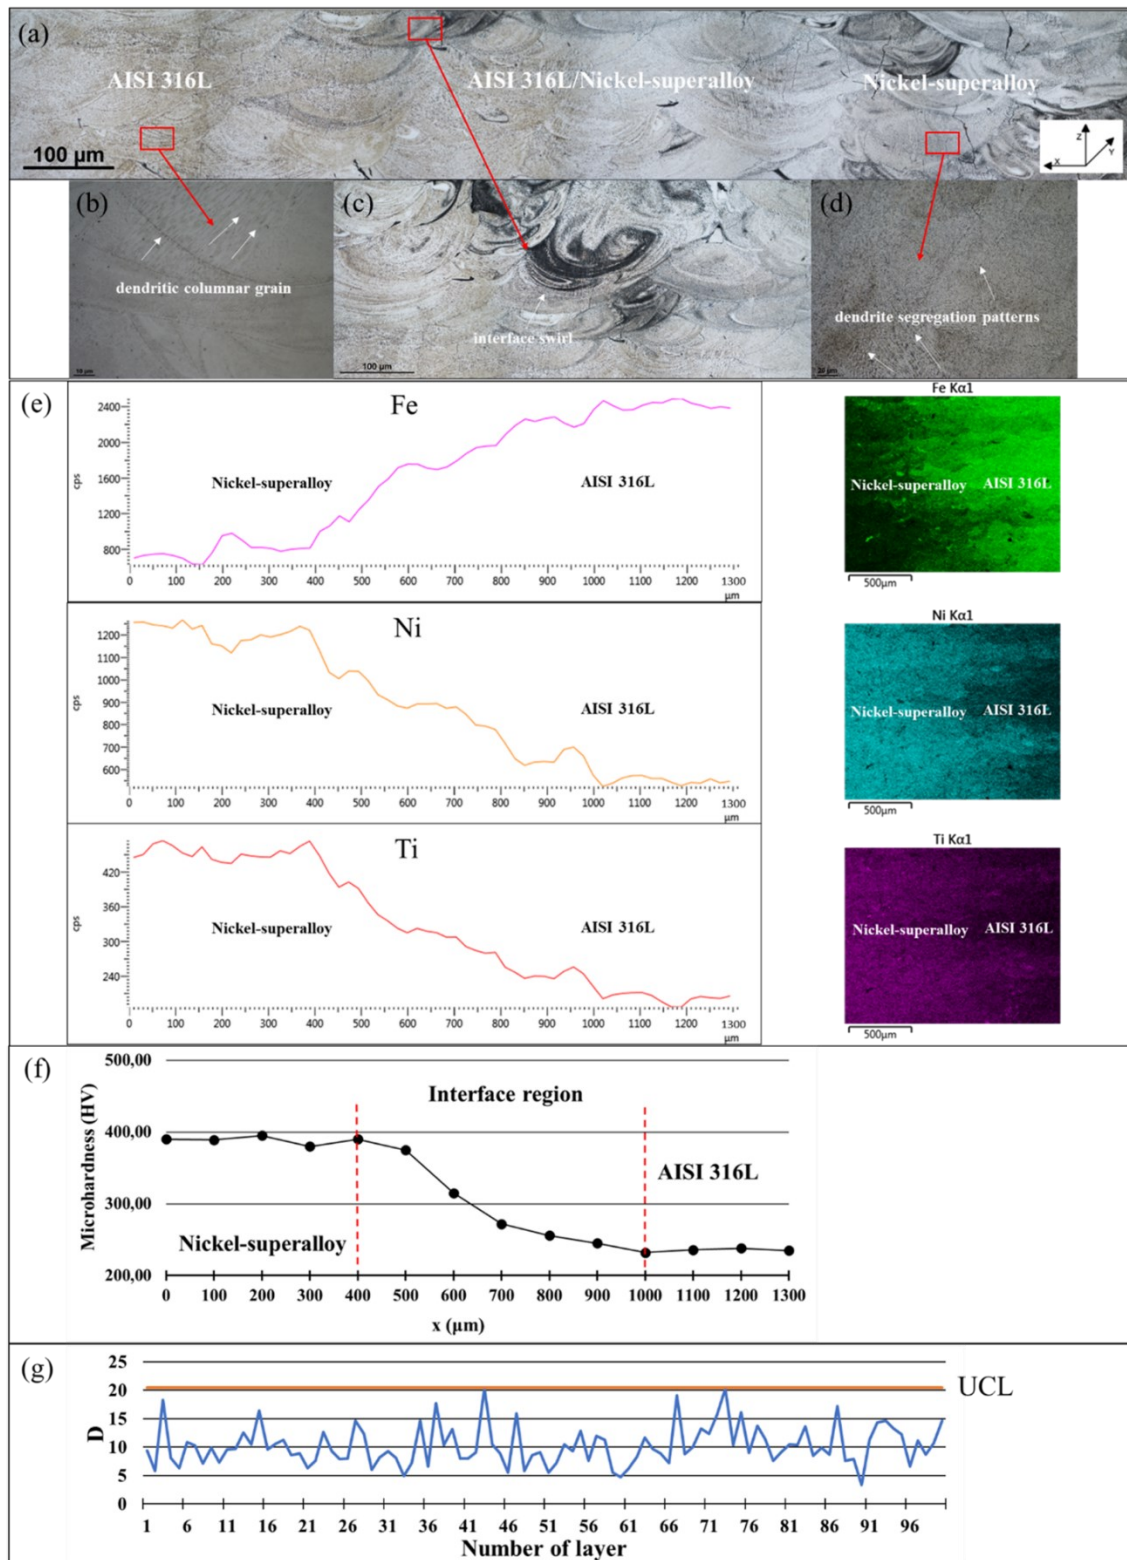 (a)
AISI 316L
AISI 316L/Nickel-superalloy
Nickel-superalloy
100 µm
Z
Y
X
(b)
dendritic columnar grain
(c)
interface swirl
100 µm
(d)
dendrite segregation patterns
(e)
Fe
cps
2400
2000
1600
1200
800
Nickel-superalloy
AISI 316L
0 100 200 300 400 500 600 700 800 900 1000 1100 1200 1300
µm
Fe Kα1
Nickel-superalloy AISI 316L
500µm
Ni
cps
1200
1100
1000
900
800
700
600
Nickel-superalloy
AISI 316L
0 100 200 300 400 500 600 700 800 900 1000 1100 1200 1300
µm
Ni Kα1
Nickel-superalloy AISI 316L
500µm
Ti
cps
420
360
300
240
Nickel-superalloy
AISI 316L
0 100 200 300 400 500 600 700 800 900 1000 1100 1200 1300
µm
Ti Kα1
Nickel-superalloy AISI 316L
500µm
(f)
Microhardness (HV)
500,00
400,00
300,00
200,00
Interface region
AISI 316L
Nickel-superalloy
0 100 200 300 400 500 600 700 800 900 1000 1100 1200 1300
x (µm)
(g)
D
25
20
15
10
5
0
UCL
1 6 11 16 21 26 31 36 41 46 51 56 61 66 71 76 81 86 91 96
Number of layer